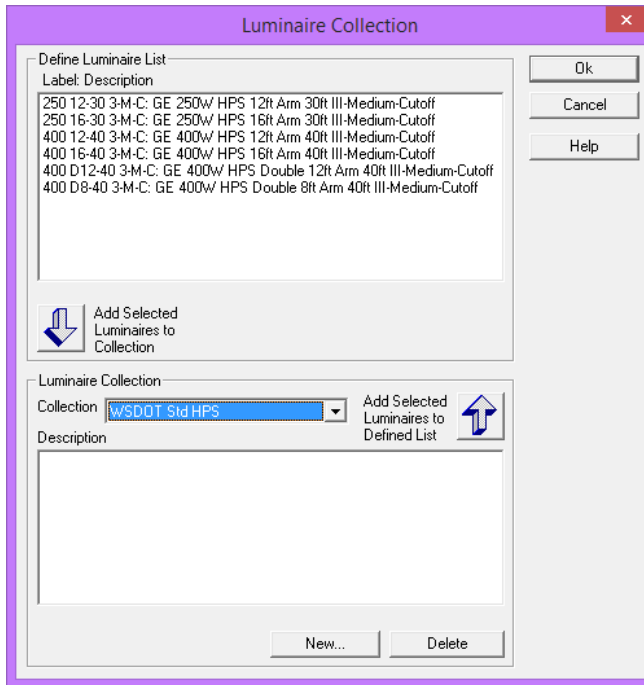 Luminaire Collection
Define Luminaire List
Label: Description
250 12-30 3-M-C: GE 250W HPS 12ft Arm 30ft III-Medium-Cutoff
250 16-30 3-M-C: GE 250W HPS 16ft Arm 30ft III-Medium-Cutoff
400 12-40 3-M-C: GE 400W HPS 12ft Arm 40ft III-Medium-Cutoff
400 16-40 3-M-C: GE 400W HPS 16ft Arm 40ft III-Medium-Cutoff
400 D12-40 3-M-C: GE 400W HPS Double 12ft Arm 40ft III-Medium-Cutoff
400 D8-40 3-M-C: GE 400W HPS Double 8ft Arm 40ft III-Medium-Cutoff
Add Selected
Luminaires to
Collection
Ok
Cancel
Help
Luminaire Collection
Collection WSDOT Std HPS
Add Selected
Luminaires to
Defined List
Description
New... Delete